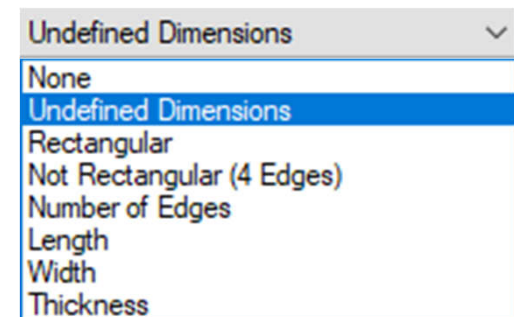 Undefined Dimensions
None
Undefined Dimensions
Rectangular
Not Rectangular (4 Edges)
Number of Edges
Length
Width
Thickness